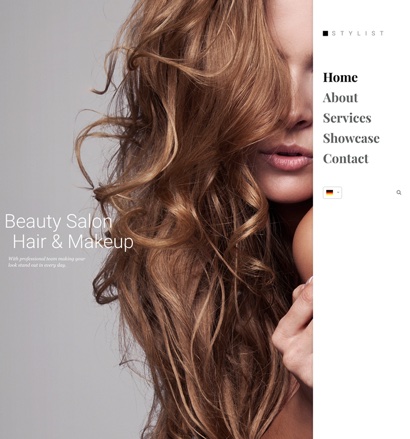 STYLIST
Home
About
Services
Showcase
Contact
Beauty Salon
Hair & Makeup
With professional team making your
look stand out in every day...